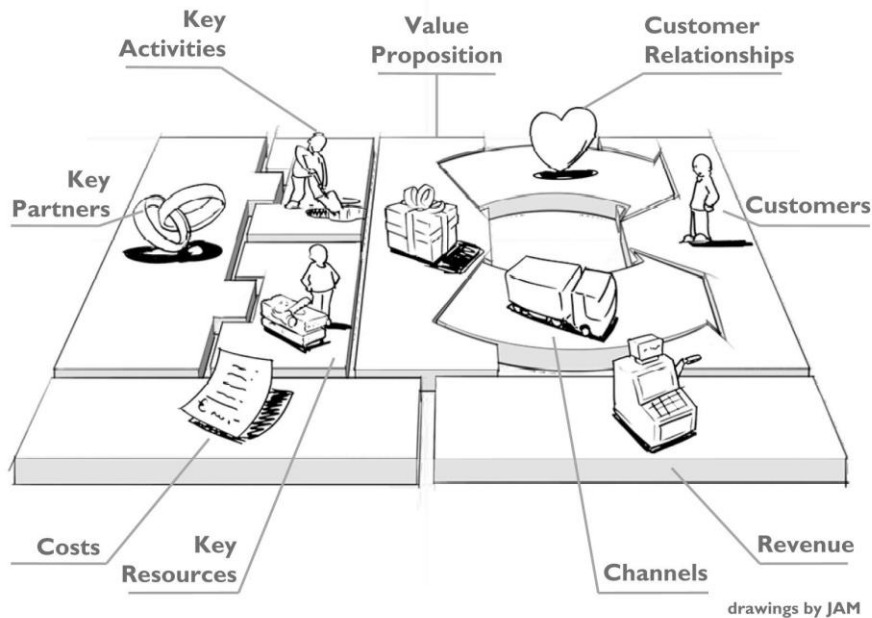 Key
Activities
Value
Proposition
Customer
Relationships
Key
Partners
Customers
Costs
Key
Resources
Channels
Revenue
drawings by JAM